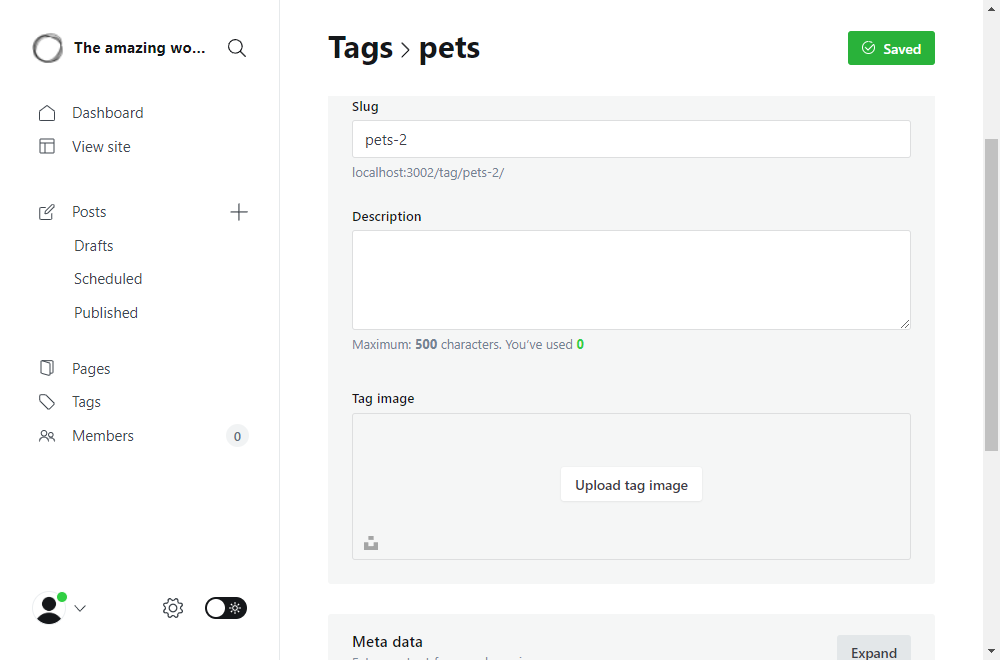 The amazing wo...
Dashboard
View site
Posts
Drafts
Scheduled
Published
Pages
Tags
Members 0
Tags > pets
Saved
Slug
pets-2
localhost:3002/tag/pets-2/
Description
Maximum: 500 characters. You’ve used 0
Tag image
Upload tag image
Meta data
Expand